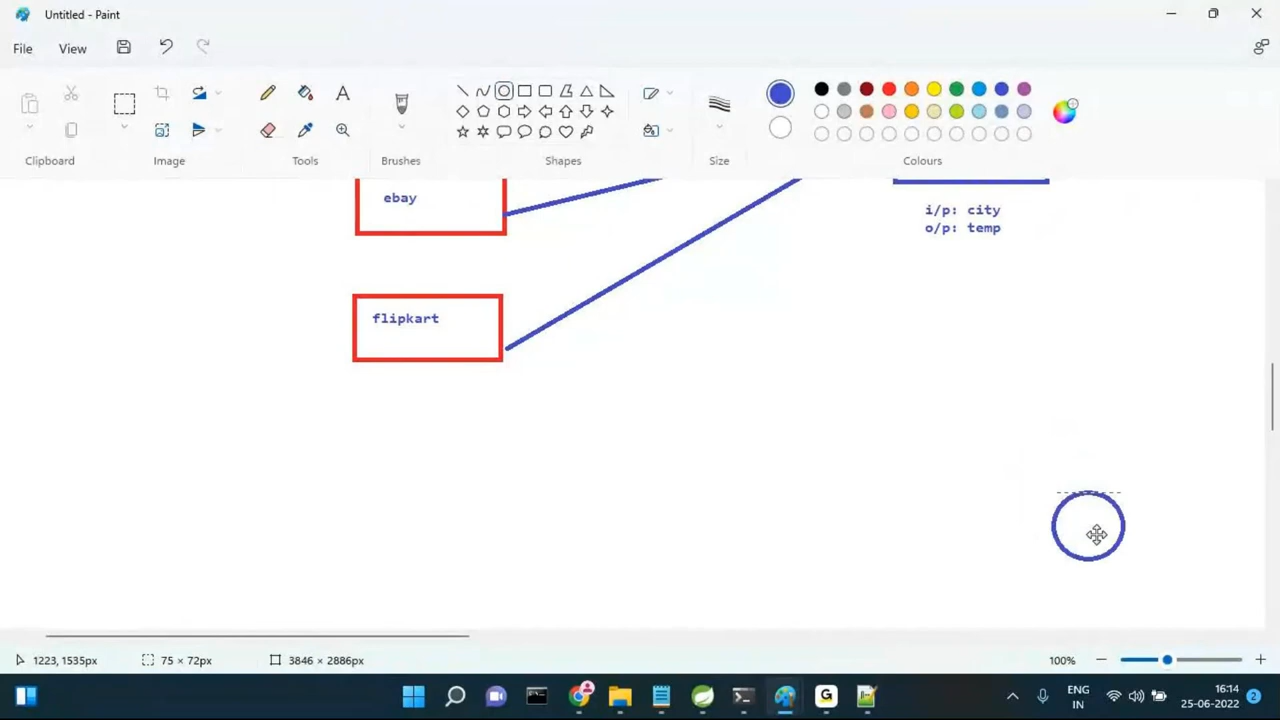 Untitled - Paint
File
View
Clipboard
Image
Tools
Brushes
Shapes
Size
Colours
ebay
i/p: city
o/p: temp
flipkart
1223, 1535px
75 × 72px
3846 × 2886px
100%
ENG
IN
16:14
25-06-2022
2